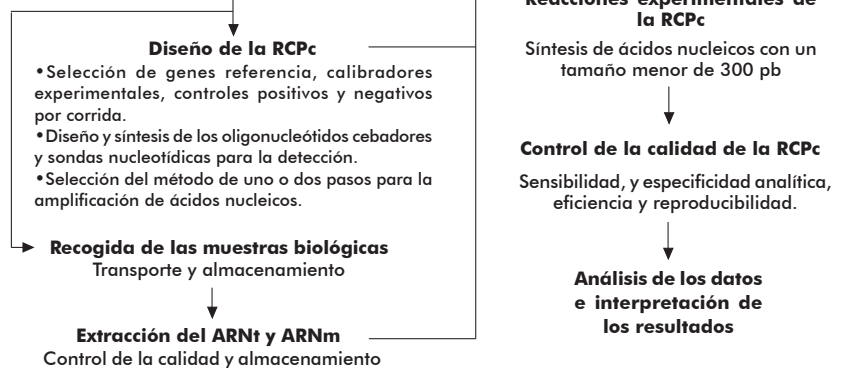 Diseño de la RCPc
•Selección de genes referencia, calibradores
experimentales, controles positivos y negativos
por corrida.
•Diseño y síntesis de los oligonucleótidos cebadores
y sondas nucleotídicas para la detección.
•Selección del método de uno o dos pasos para la
amplificación de ácidos nucleicos.
Recogida de las muestras biológicas
Transporte y almacenamiento
Extracción del ARNt y ARNm
Control de la calidad y almacenamiento
Reacciones experimentales de
la RCPc
Síntesis de ácidos nucleicos con un
tamaño menor de 300 pb
Control de la calidad de la RCPc
Sensibilidad, y especificidad analítica,
eficiencia y reproducibilidad.
Análisis de los datos
e interpretación de
los resultados